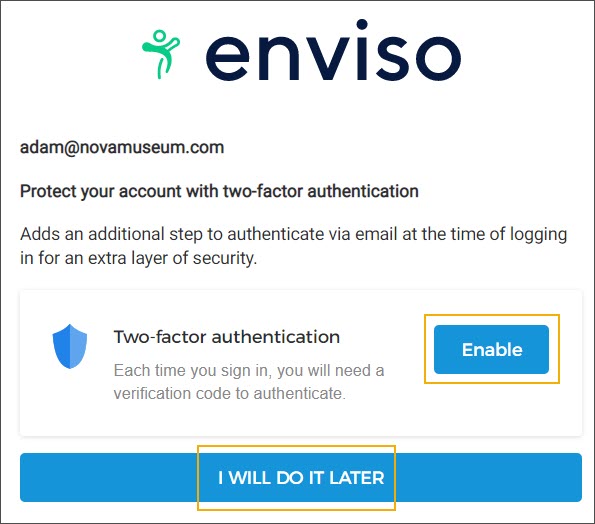 enviso
adam@novamuseum.com
Protect your account with two-factor authentication
Adds an additional step to authenticate via email at the time of logging
in for an extra layer of security.
Two-factor authentication
Each time you sign in, you will need a
verification code to authenticate.
Enable
I WILL DO IT LATER